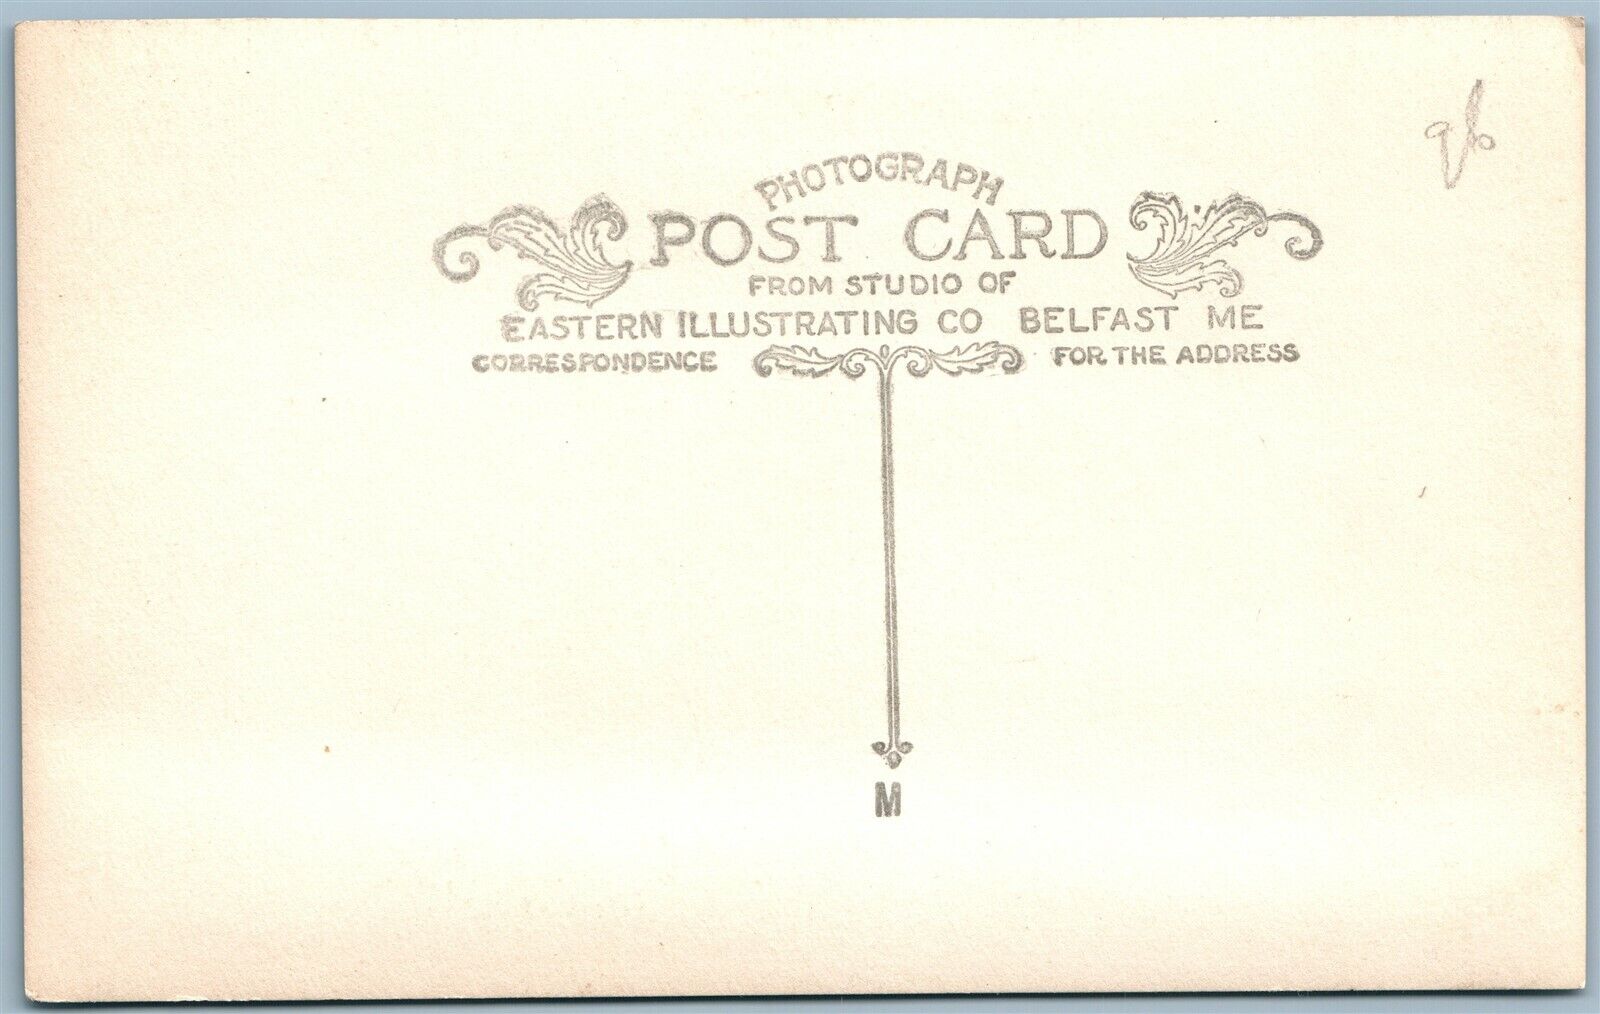 PHOTOGRAPH
POST CARD
FROM STUDIO OF
EASTERN ILLUSTRATING CO BELFAST ME
CORRESPONDENCE FOR THE ADDRESS
M